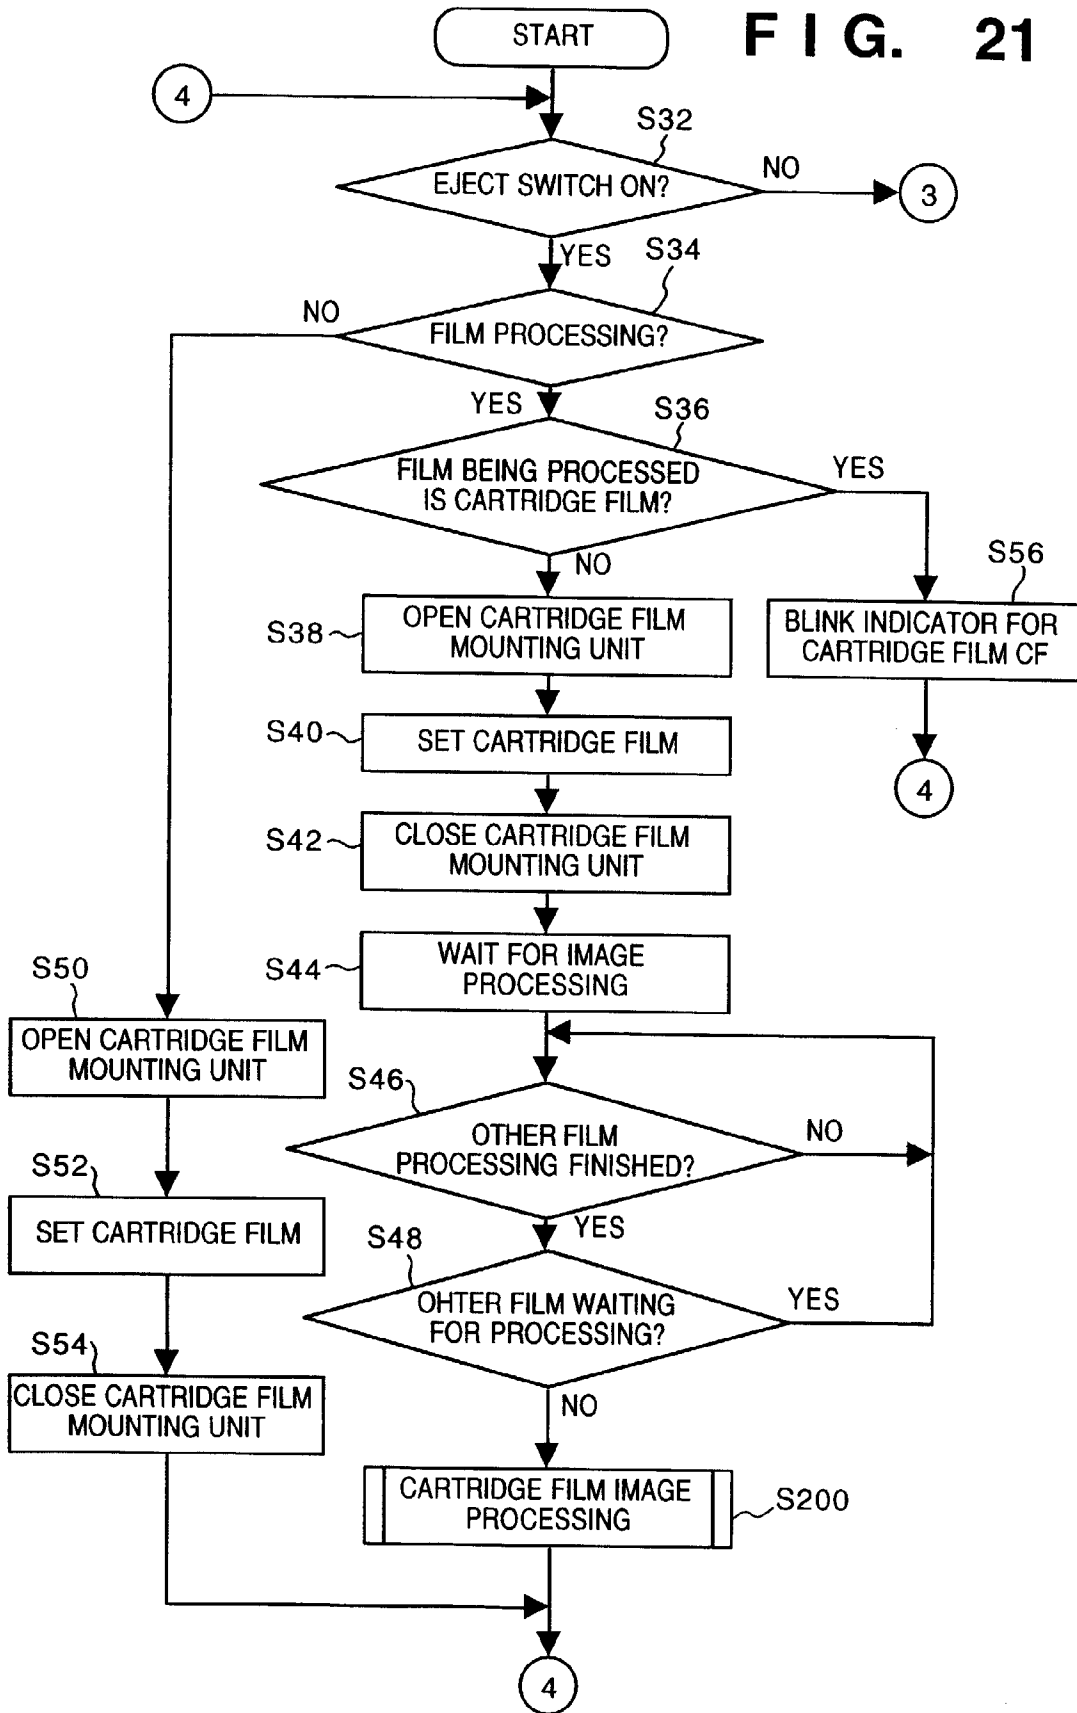 START
FIG. 21
4
S32
EJECT SWITCH ON?
NO
3
YES
S34
NO
FILM PROCESSING?
YES
S36
FILM BEING PROCESSED
IS CARTRIDGE FILM?
YES
NO
S56
S38
OPEN CARTRIDGE FILM
MOUNTING UNIT
BLINK INDICATOR FOR
CARTRIDGE FILM CF
S40
SET CARTRIDGE FILM
4
S42
CLOSE CARTRIDGE FILM
MOUNTING UNIT
S44
WAIT FOR IMAGE
PROCESSING
S50
OPEN CARTRIDGE FILM
MOUNTING UNIT
S46
OTHER FILM
PROCESSING FINISHED?
NO
S52
SET CARTRIDGE FILM
YES
S48
OHTER FILM WAITING
FOR PROCESSING?
YES
S54
CLOSE CARTRIDGE FILM
MOUNTING UNIT
NO
CARTRIDGE FILM IMAGE
PROCESSING
S200
4